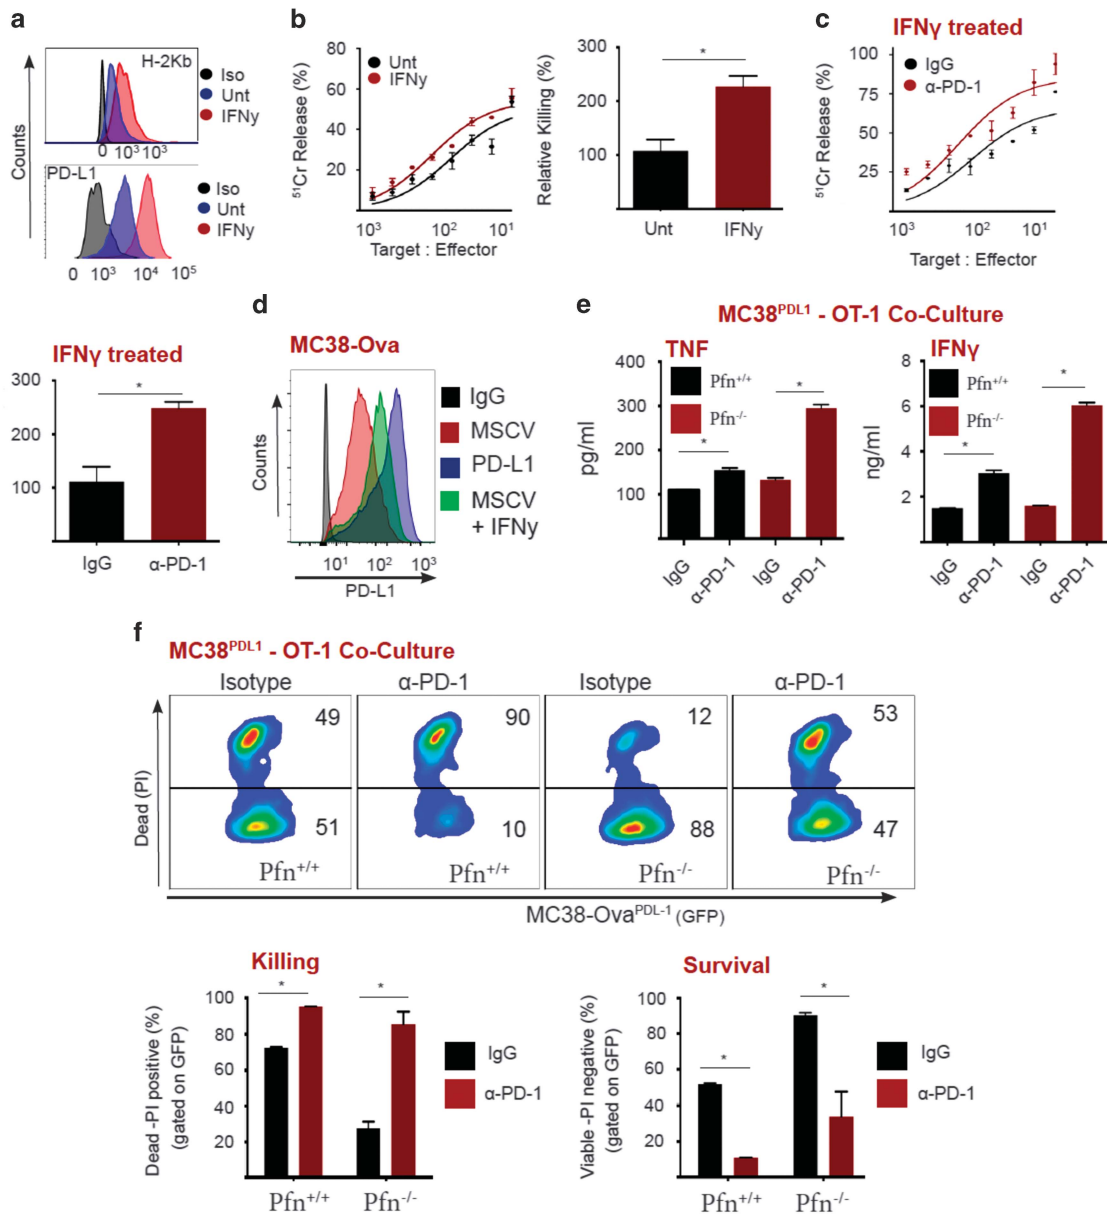 a
H-2Kb
Iso
Unt
IFNy
Counts
0 10³10³
PD-L1
Iso
Unt
IFNy
0 10³ 10⁴ 10⁵
b
80
60
40
20
⁵¹Cr Release (%)
Unt
IFNy
10³ 10² 10¹
Target : Effector
300
200
100
Relative Killing (%)
*
Unt IFNy
c
IFNγ treated
100
75
50
25
⁵¹Cr Release (%)
IgG
α-PD-1
10³ 10² 10¹
Target : Effector
IFNγ treated
300
200
100
*
IgG α-PD-1
d
MC38-Ova
Counts
10¹ 10² 10³
PD-L1
IgG
MSCV
PD-L1
MSCV
+ IFNy
e
MC38ᴾᴰᴸ¹ - OT-1 Co-Culture
TNF
400
300
200
100
pg/ml
Pfn⁺/⁺
Pfn⁻/⁻
*
*
IgG
α-PD-1
IgG
α-PD-1
IFNγ
8
6
4
2
ng/ml
Pfn⁺/⁺
Pfn⁻/⁻
*
*
IgG
α-PD-1
IgG
α-PD-1
f
MC38ᴾᴰᴸ¹ - OT-1 Co-Culture
Isotype α-PD-1 Isotype α-PD-1
Dead (PI)
49 90 12 53
51 10 88 47
Pfn⁺/⁺ Pfn⁺/⁺ Pfn⁻/⁻ Pfn⁻/⁻
MC38-Ovaᴾᴰᴸ⁻¹ (GFP)
Killing
100
80
60
40
20
Dead -PI positive (%)
(gated on GFP)
*
*
Pfn⁺/⁺ Pfn⁻/⁻
IgG
α-PD-1
Survival
100
80
60
40
20
Viable -PI negative (%)
(gated on GFP)
*
*
Pfn⁺/⁺ Pfn⁻/⁻
IgG
α-PD-1